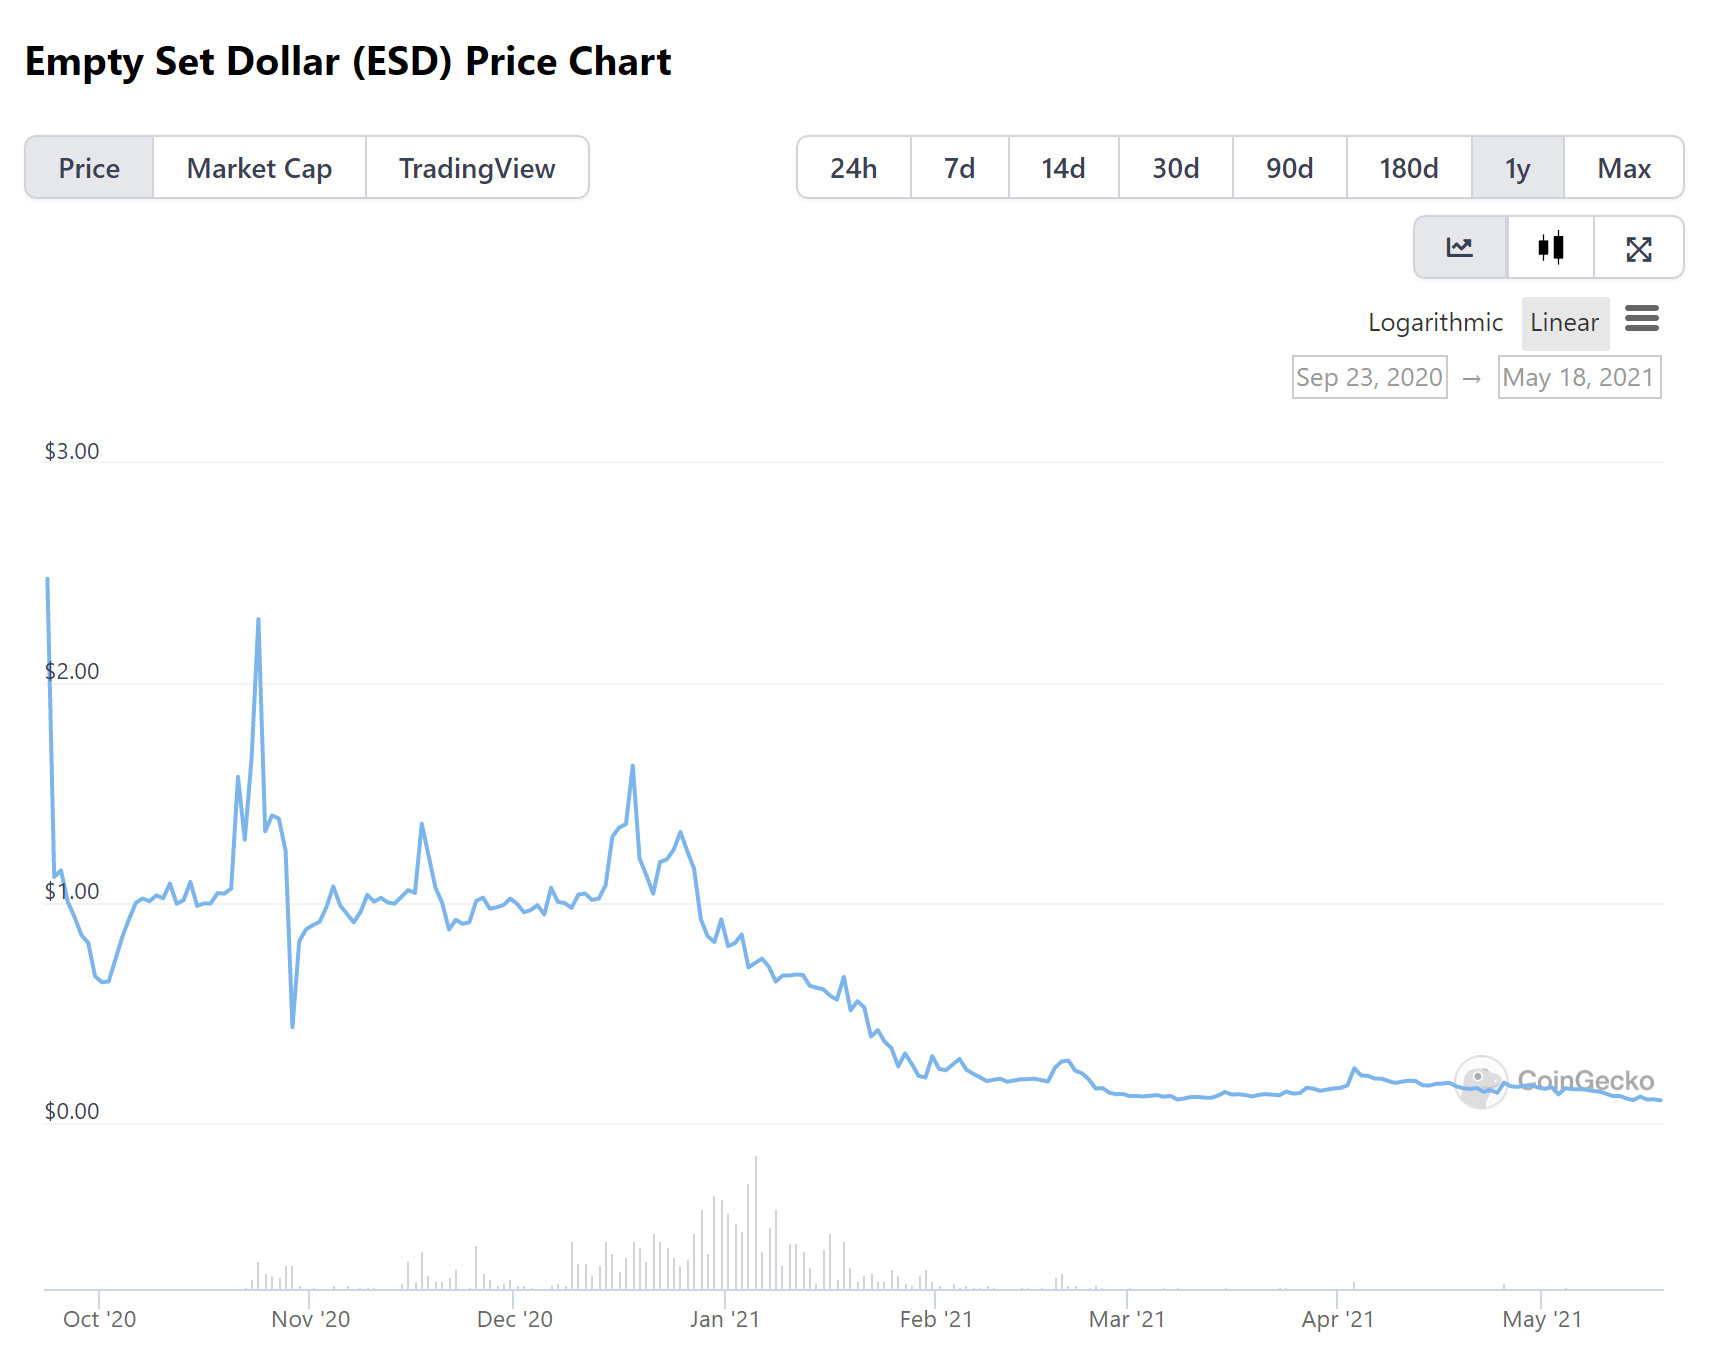 Empty Set Dollar (ESD) Price Chart
Price Market Cap TradingView 24h 7d 14d 30d 90d 180d 1y Max
Logarithmic Linear
Sep 23, 2020 → May 18, 2021
$3.00
$2.00
$1.00
$0.00
CoinGecko
Oct '20 Nov '20 Dec '20 Jan '21 Feb '21 Mar '21 Apr '21 May '21